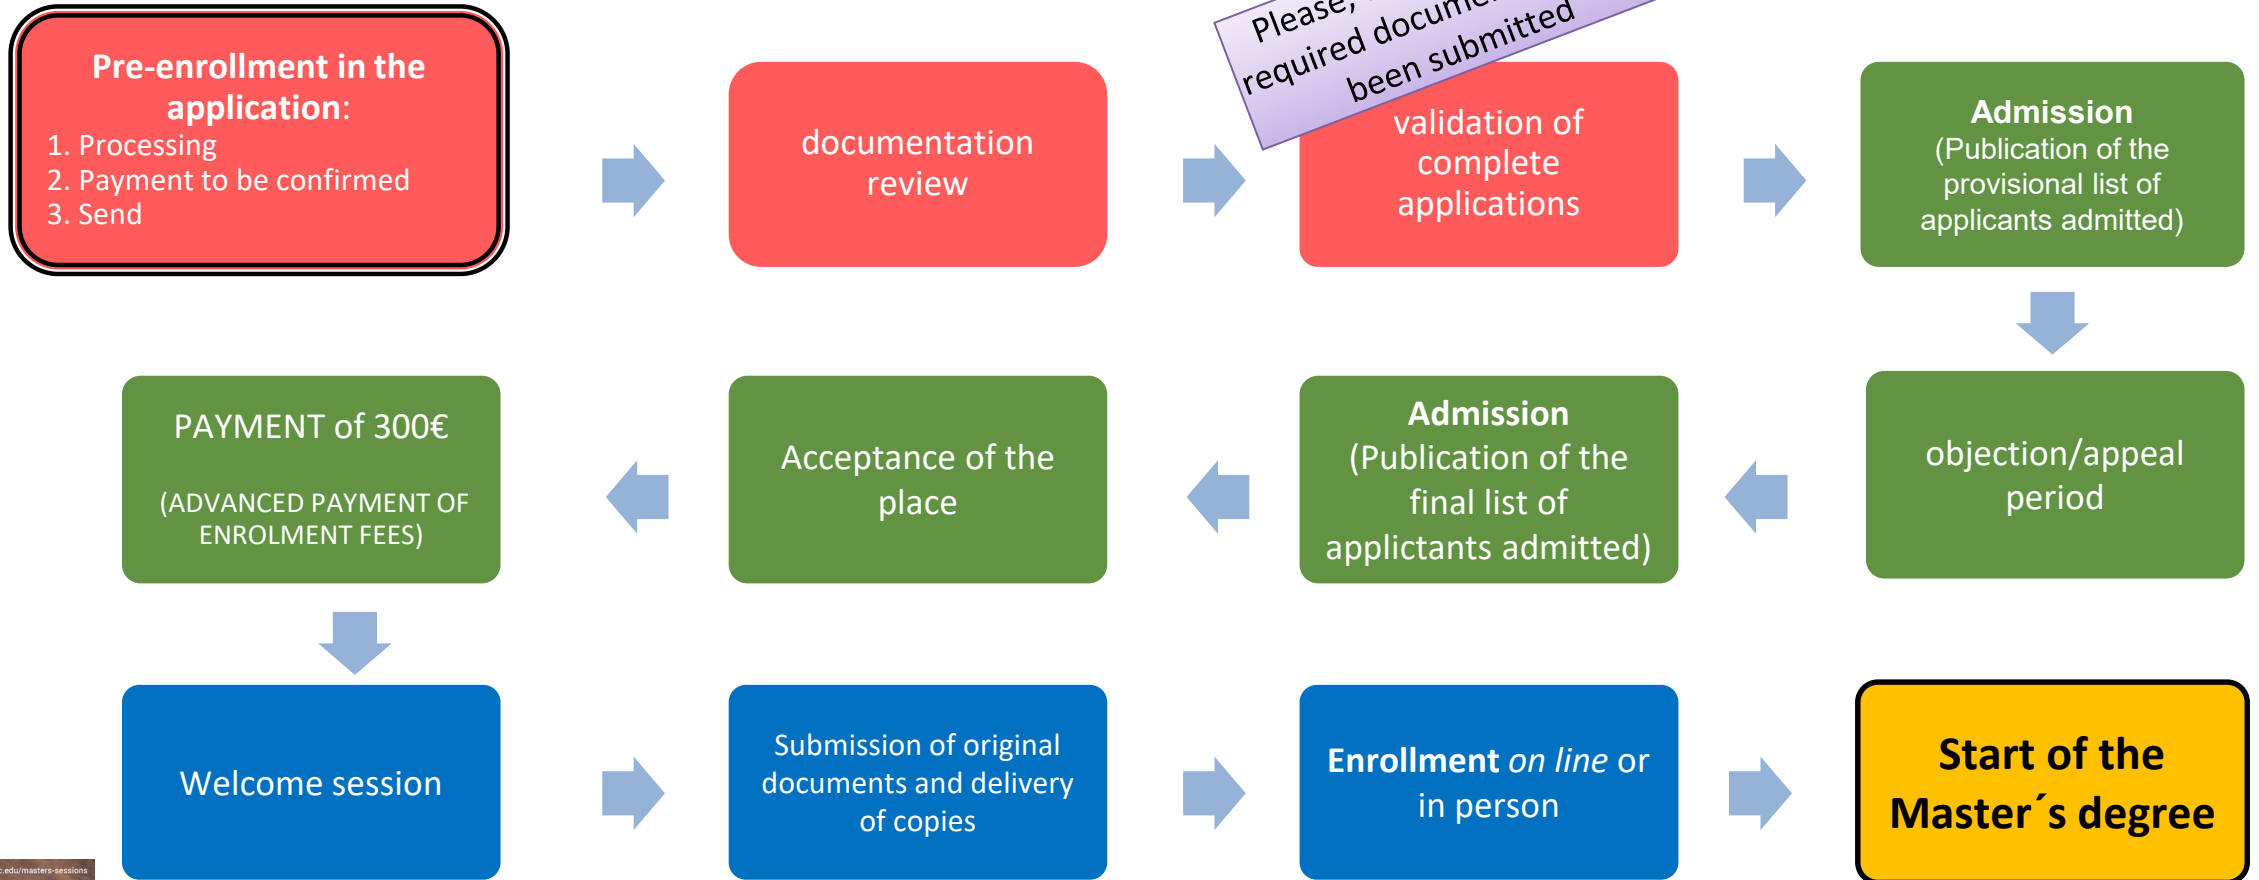 Pre-enrollment in the
application:
1. Processing
2. Payment to be confirmed
3. Send
documentation
review
Please,
required
been submitted
validation of
complete
applications
Admission
(Publication of the
provisional list of
applicants admitted)
objection/appeal
period
Admission
(Publication of the
final list of
applictants admitted)
Acceptance of the
place
PAYMENT of 300€
(ADVANCED PAYMENT OF
ENROLMENT FEES)
Welcome session
Submission of original
documents and delivery
of copies
Enrollment on line or
in person
Start of the
Master´s degree
c.edu/masters-sessions